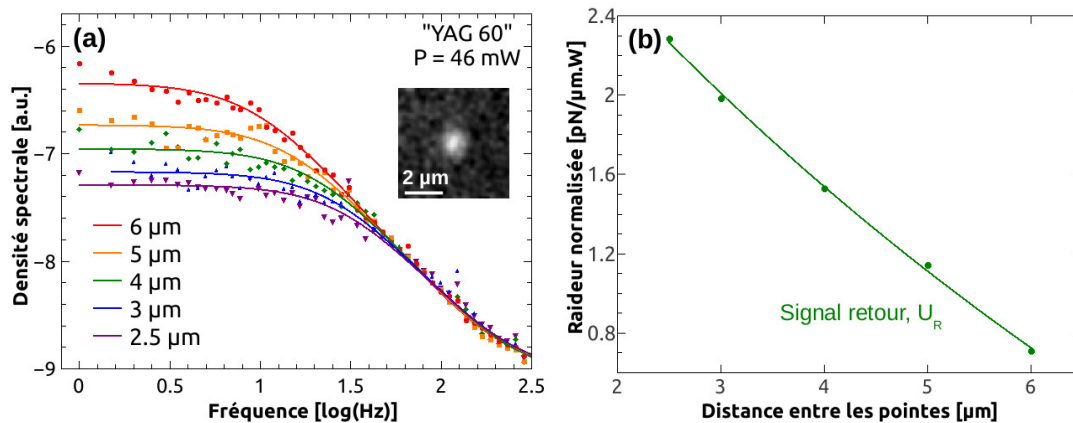 (a)
"YAG 60"
P = 46 mW
2 µm
6 µm
5 µm
4 µm
3 µm
2.5 µm
Densité spectrale [a.u.]
−6
−7
−8
−9
0 0.5 1 1.5 2 2.5
Fréquence [log(Hz)]
(b)
Signal retour, U_R
Raideur normalisée [pN/µm.W]
2.4
2
1.6
1.2
0.8
2 3 4 5 6
Distance entre les pointes [µm]